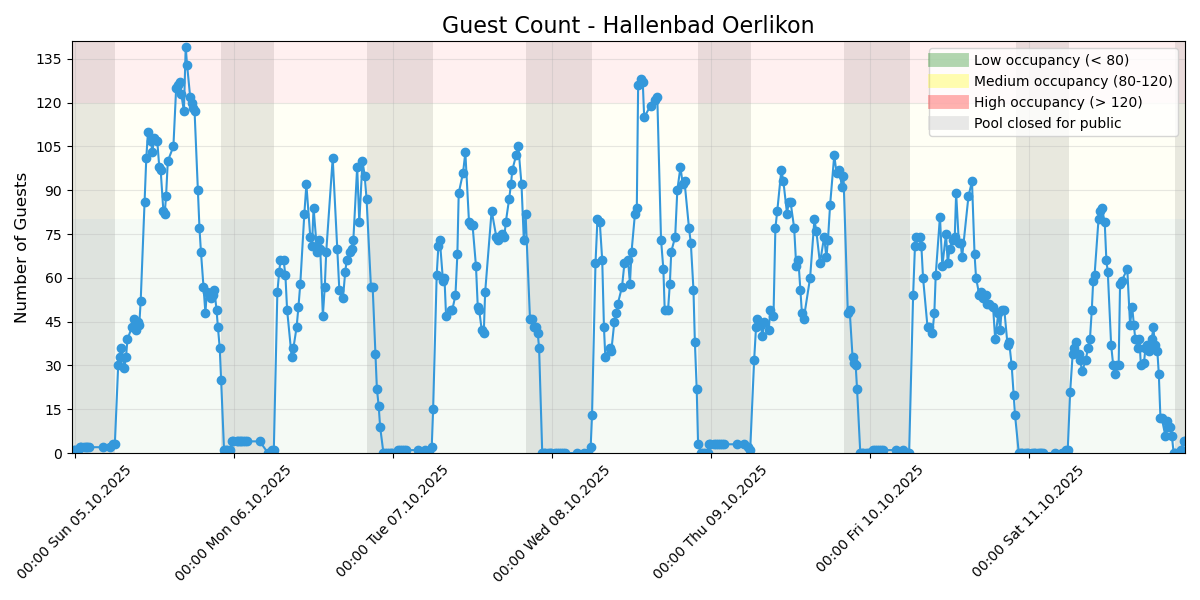 Guest Count - Hallenbad Oerlikon
Number of Guests
135
120
105
90
75
60
45
30
15
0
Low occupancy (< 80)
Medium occupancy (80-120)
High occupancy (> 120)
Pool closed for public
00:00 Sun 05.10.2025
00:00 Mon 06.10.2025
00:00 Tue 07.10.2025
00:00 Wed 08.10.2025
00:00 Thu 09.10.2025
00:00 Fri 10.10.2025
00:00 Sat 11.10.2025